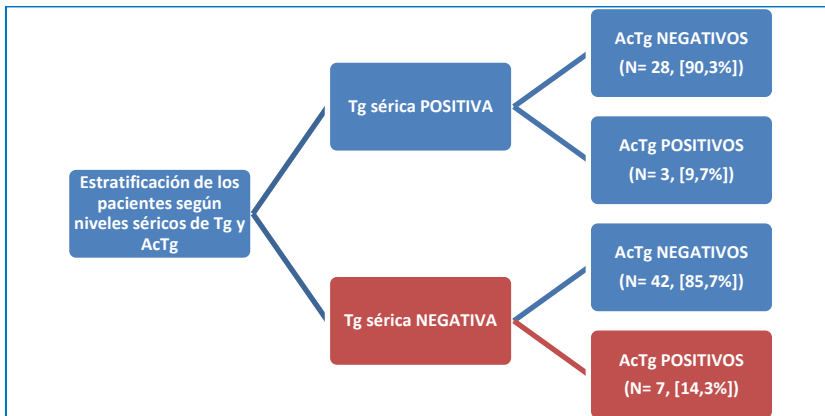 Estratificación de los
pacientes según
niveles séricos de Tg y
AcTg
Tg sérica POSITIVA
AcTg NEGATIVOS
(N= 28, [90,3%])
AcTg POSITIVOS
(N= 3, [9,7%])
Tg sérica NEGATIVA
AcTg NEGATIVOS
(N= 42, [85,7%])
AcTg POSITIVOS
(N= 7, [14,3%])